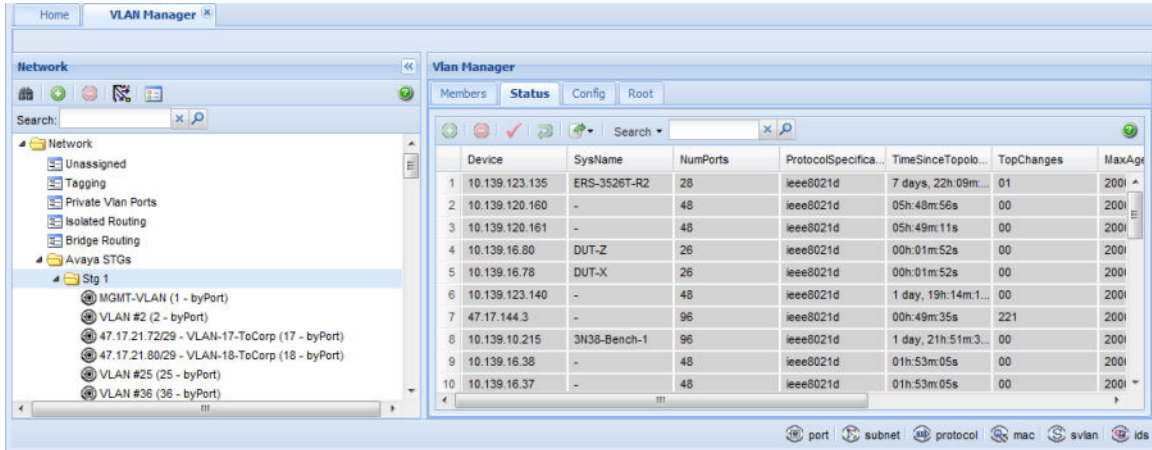 Home VLAN Manager
Network
Search:
Network
Unassigned
Tagging
Private Vlan Ports
Isolated Routing
Bridge Routing
Avaya STGs
Stg 1
MGMT-VLAN (1 - byPort)
VLAN #2 (2 - byPort)
47.17.21.72/29 - VLAN-17-ToCorp (17 - byPort)
47.17.21.80/29 - VLAN-18-ToCorp (18 - byPort)
VLAN #25 (25 - byPort)
VLAN #36 (36 - byPort)
Vlan Manager
Members Status Config Root
Search
Device SysName NumPorts ProtocolSpecifica... TimeSinceTopolo... TopChanges MaxAge
1 10.139.123.135 ERS-3526T-R2 28 ieee8021d 7 days, 22h:09m:... 01 200
2 10.139.120.160 - 48 ieee8021d 05h:48m:56s 00 200
3 10.139.120.161 - 48 ieee8021d 05h:49m:11s 00 200
4 10.139.16.80 DUT-Z 26 ieee8021d 00h:01m:52s 00 200
5 10.139.16.78 DUT-X 26 ieee8021d 00h:01m:52s 00 200
6 10.139.123.140 - 48 ieee8021d 1 day, 19h:14m:1... 00 200
7 47.17.144.3 - 96 ieee8021d 00h:49m:35s 221 200
8 10.139.10.215 3N38-Bench-1 96 ieee8021d 1 day, 21h:51m:3... 00 200
9 10.139.16.38 - 48 ieee8021d 01h:53m:05s 00 200
10 10.139.16.37 - 48 ieee8021d 01h:53m:05s 00 200
port subnet protocol mac svlan ids